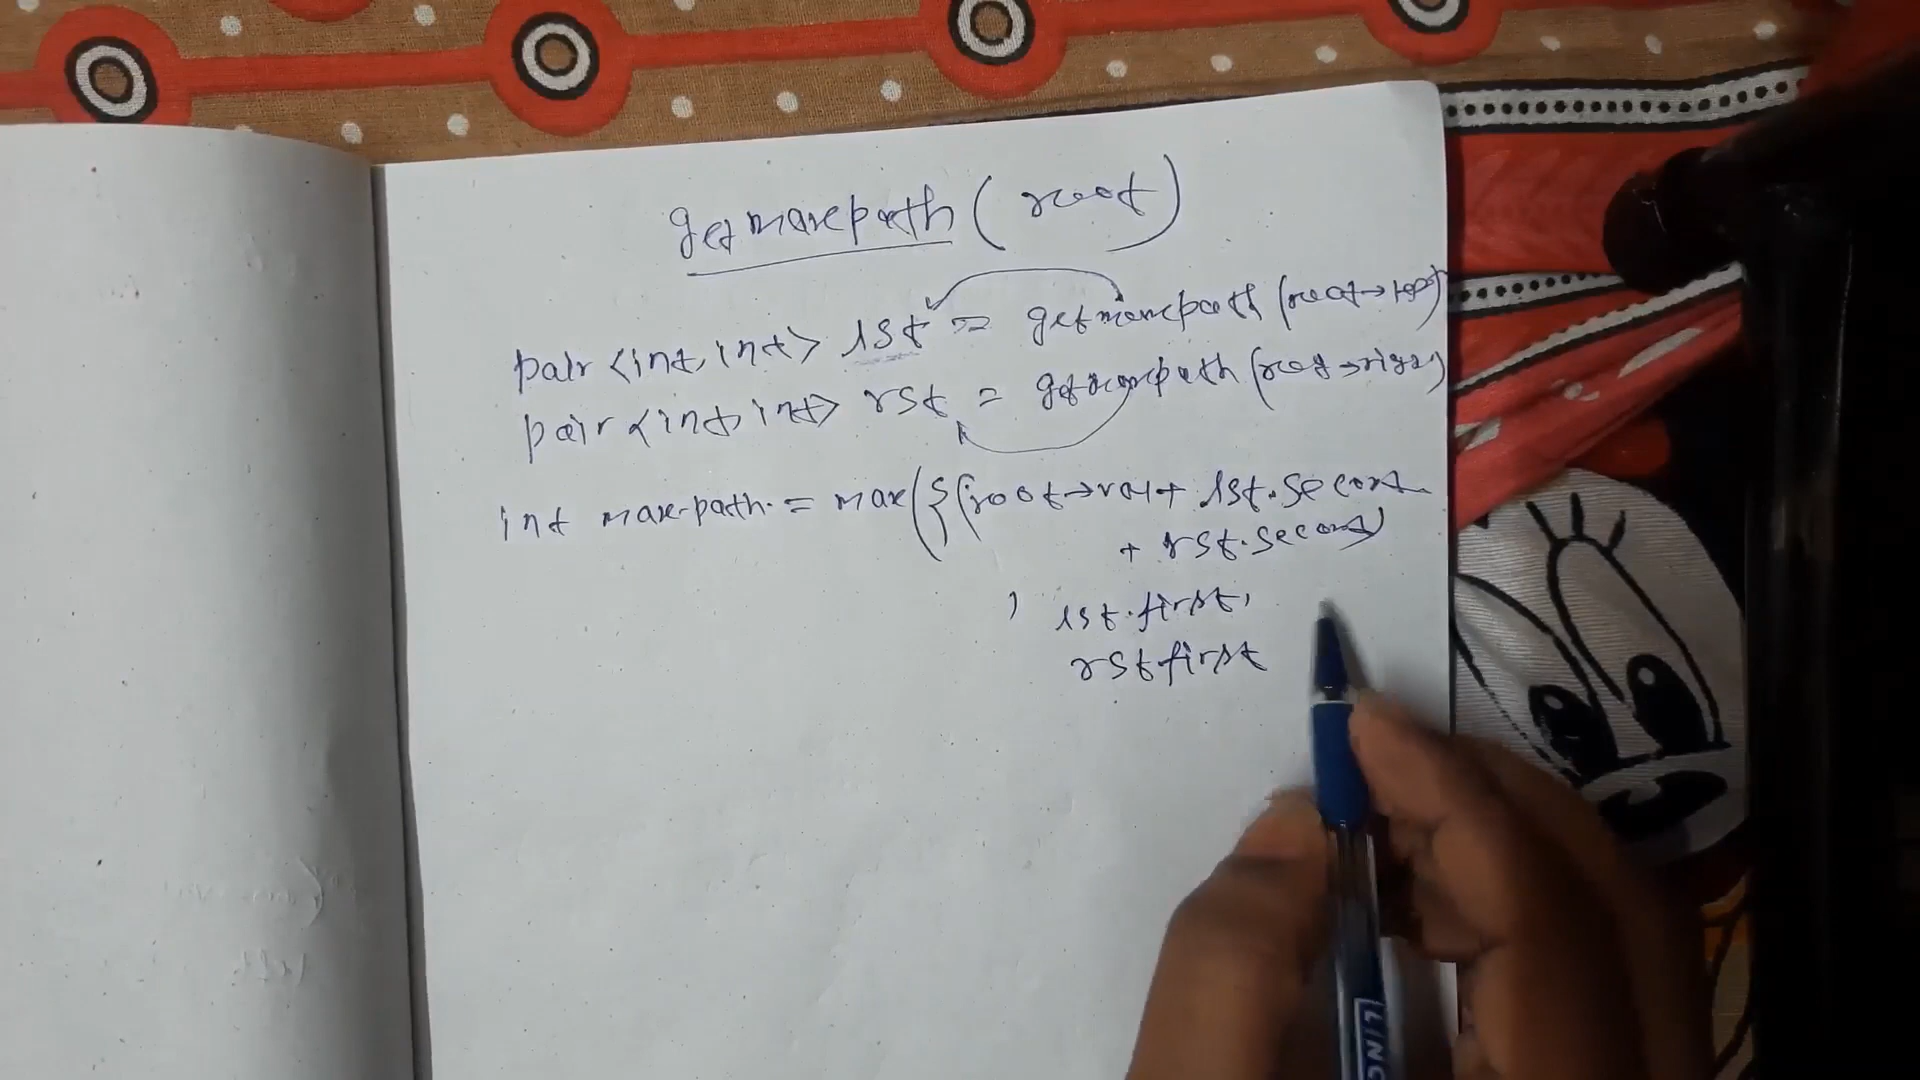 getmaxpath (root)
pair <int, int> lst = getmaxpath (root→left)
pair <int, int> rst = getmaxpath (root→right)
int max-path = max ({(root→val + lst.second
+ rst.second)
, lst.first,
rst first
LINC